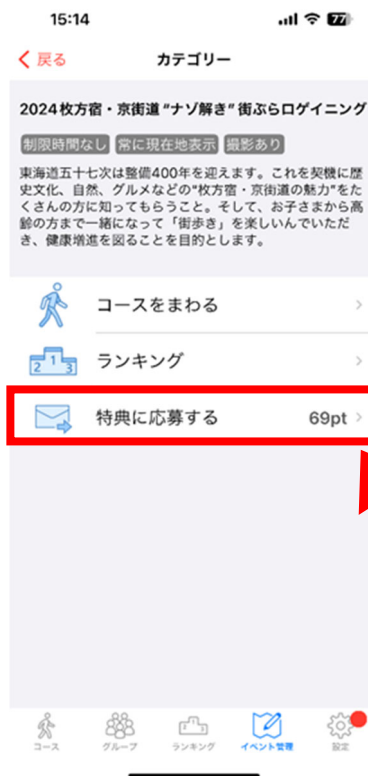 15:14
77
戻る
カテゴリー
2024枚方宿・京街道 “ナゾ解き” 街ぶらロゲイニング
制限時間なし 常に現在地表示 撮影あり
東海道五十七次は整備400年を迎えます。これを契機に歴
史文化、自然、グルメなどの"枚方宿・京街道の魅力"をた
くさんの方に知ってもらうこと。そして、お子さまから高
齢の方まで一緒になって「街歩き」を楽しいんでいただ
き、健康増進を図ることを目的とします。
コースをまわる
2 1 3
ランキング
特典に応募する 69pt
コース グループ ランキング イベント管理 設定